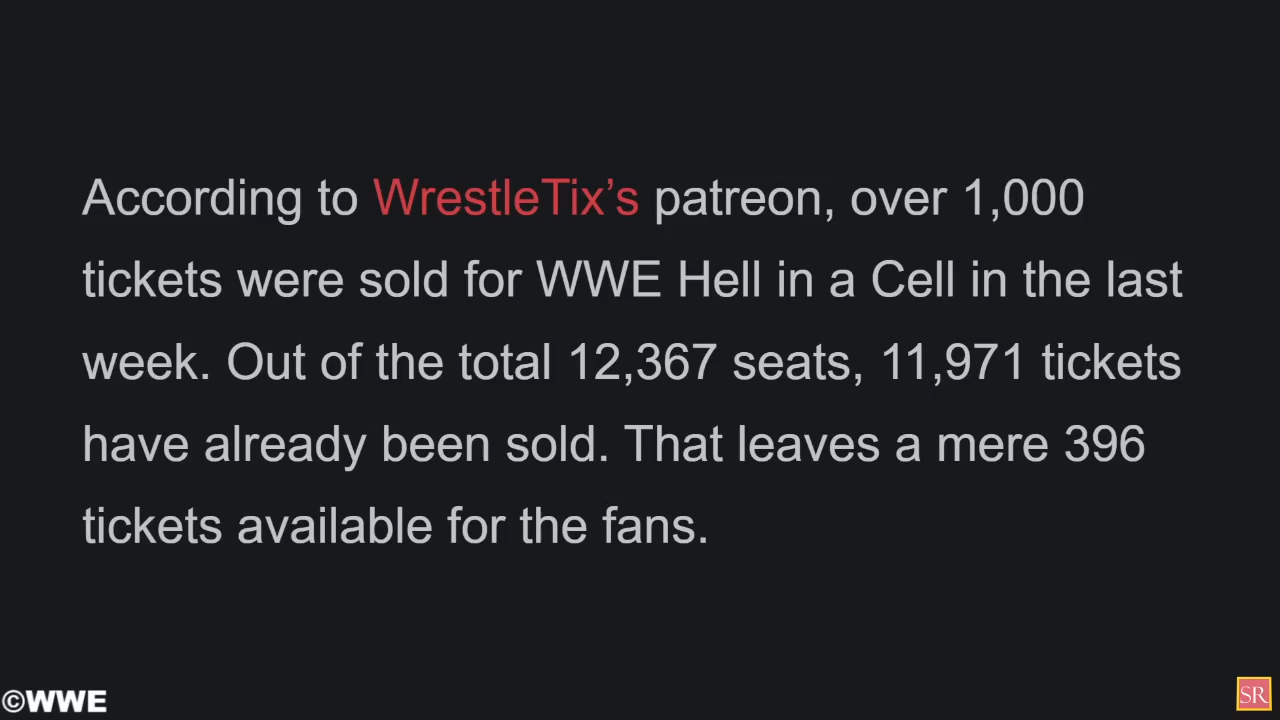 According to WrestleTix’s patreon, over 1,000
tickets were sold for WWE Hell in a Cell in the last
week. Out of the total 12,367 seats, 11,971 tickets
have already been sold. That leaves a mere 396
tickets available for the fans.
©WWE
SR